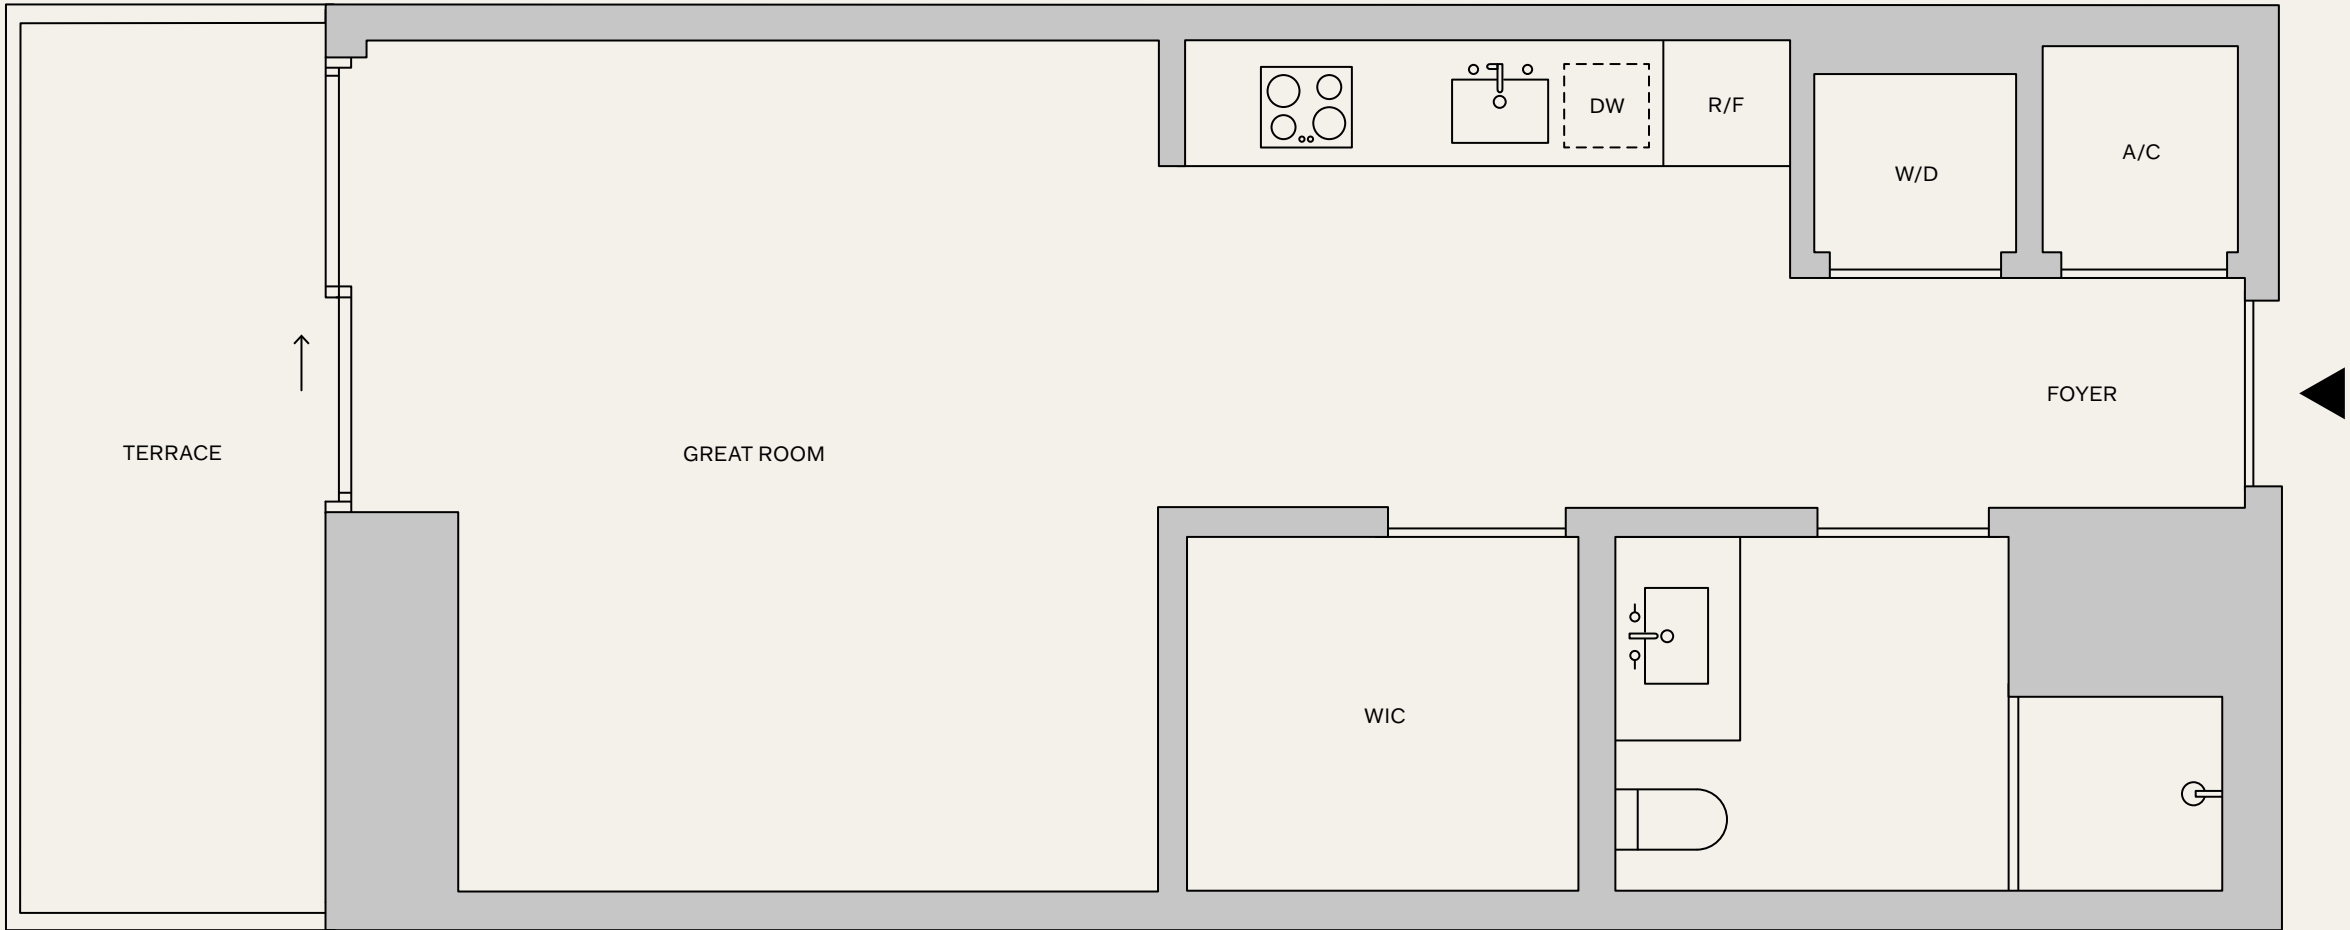 DW
R/F
A/C
W/D
FOYER
TERRACE
GREAT ROOM
WIC